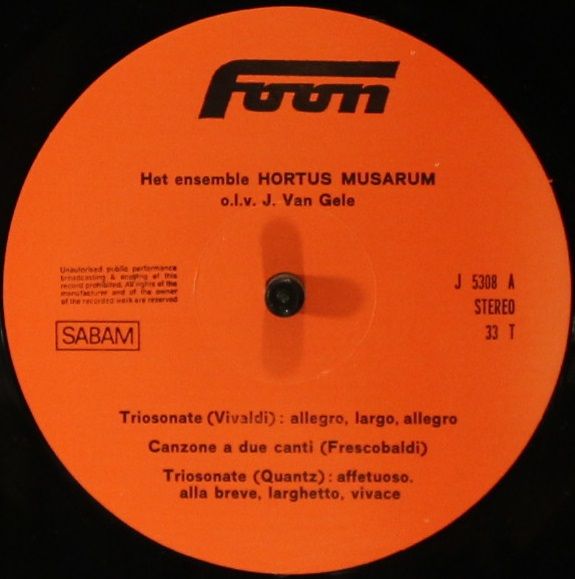 Foon
Het ensemble HORTUS MUSARUM
o.l.v. J. Van Gele
Unauthorised public performance
broadcasting & copying of this
record prohibited. All rights of the
manufacturer and of the owner
of the recorded work are reserved
SABAM
J 5308 A
STEREO
33 T
Triosonate (Vivaldi) : allegro, largo, allegro
Canzone a due canti (Frescobaldi)
Triosonate (Quantz) : affetuoso.
alla breve, larghetto, vivace